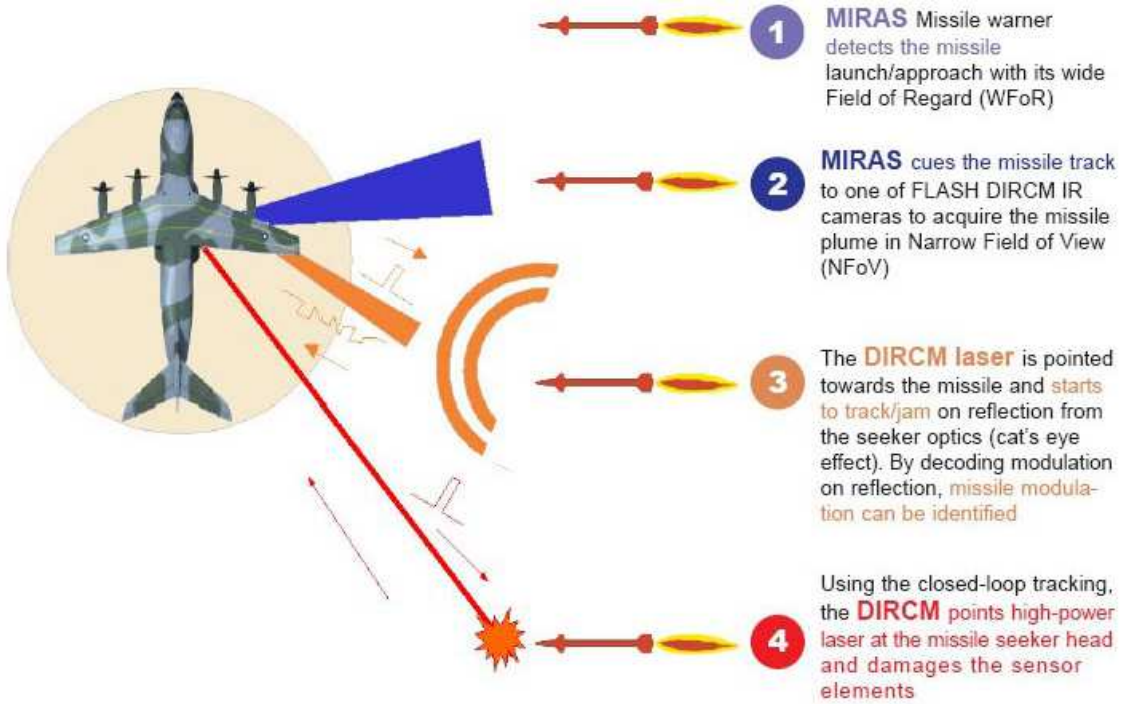 1
MIRAS Missile warner
detects the missile
launch/approach with its wide
Field of Regard (WFoR)
2
MIRAS cues the missile track
to one of FLASH DIRCM IR
cameras to acquire the missile
plume in Narrow Field of View
(NFoV)
3
The DIRCM laser is pointed
towards the missile and starts
to track/jam on reflection from
the seeker optics (cat's eye
effect). By decoding modulation
on reflection, missile modula-
tion can be identified
4
Using the closed-loop tracking,
the DIRCM points high-power
laser at the missile seeker head
and damages the sensor
elements